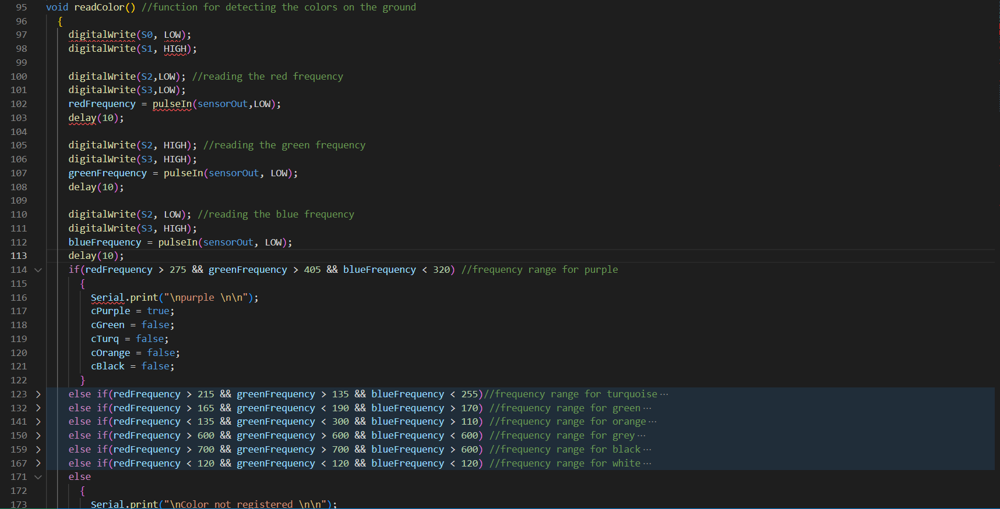 95 void readColor() //function for detecting the colors on the ground
96 {
97 digitalWrite(S0, LOW);
98 digitalWrite(S1, HIGH);
99
100 digitalWrite(S2,LOW); //reading the red frequency
101 digitalWrite(S3,LOW);
102 redFrequency = pulseIn(sensorOut,LOW);
103 delay(10);
104
105 digitalWrite(S2, HIGH); //reading the green frequency
106 digitalWrite(S3, HIGH);
107 greenFrequency = pulseIn(sensorOut, LOW);
108 delay(10);
109
110 digitalWrite(S2, LOW); //reading the blue frequency
111 digitalWrite(S3, HIGH);
112 blueFrequency = pulseIn(sensorOut, LOW);
113 delay(10);
114 if(redFrequency > 275 && greenFrequency > 405 && blueFrequency < 320) //frequency range for purple
115 {
116 Serial.print("\npurple \n\n");
117 cPurple = true;
118 cGreen = false;
119 cTurq = false;
120 cOrange = false;
121 cBlack = false;
122 }
123 else if(redFrequency > 215 && greenFrequency > 135 && blueFrequency < 255)//frequency range for turquoise ···
132 else if(redFrequency > 165 && greenFrequency < 190 && blueFrequency > 170) //frequency range for green ···
141 else if(redFrequency < 135 && greenFrequency < 300 && blueFrequency > 110) //frequency range for orange ···
150 else if(redFrequency > 600 && greenFrequency > 600 && blueFrequency < 600) //frequency range for grey ···
159 else if(redFrequency > 700 && greenFrequency > 700 && blueFrequency > 600) //frequency range for black ···
167 else if(redFrequency < 120 && greenFrequency < 120 && blueFrequency < 120) //frequency range for white ···
171 else
172 {
173 Serial.print("\nColor not registered \n\n");